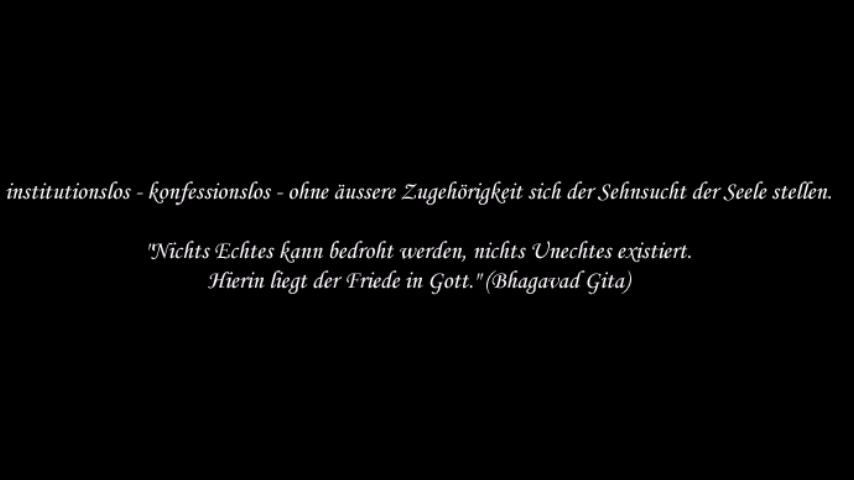 institutionslos - konfessionslos - ohne äussere Zugehörigkeit sich der Sehnsucht der Seele stellen.
"Nichts Echtes kann bedroht werden, nichts Unechtes existiert.
Hierin liegt der Friede in Gott." (Bhagavad Gita)